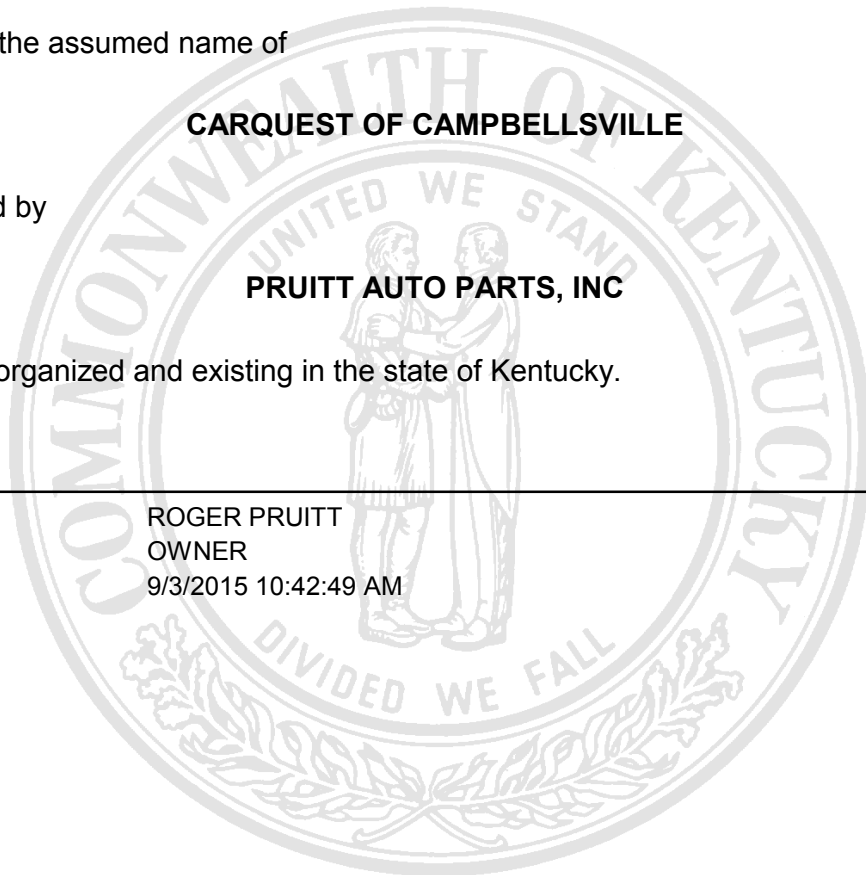 the assumed name of
CARQUEST OF CAMPBELLSVILLE
d by
PRUITT AUTO PARTS, INC
organized and existing in the state of Kentucky.
ROGER PRUITT
OWNER
9/3/2015 10:42:49 AM
COMMONWEALTH OF KENTUCKY
UNITED WE STAND
DIVIDED WE FALL